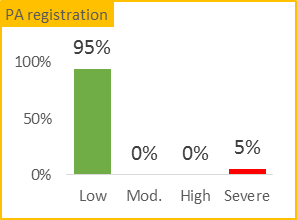 PA registration
95%
100%
0% 0% 5%
50%
0%
Low Mod. High Severe